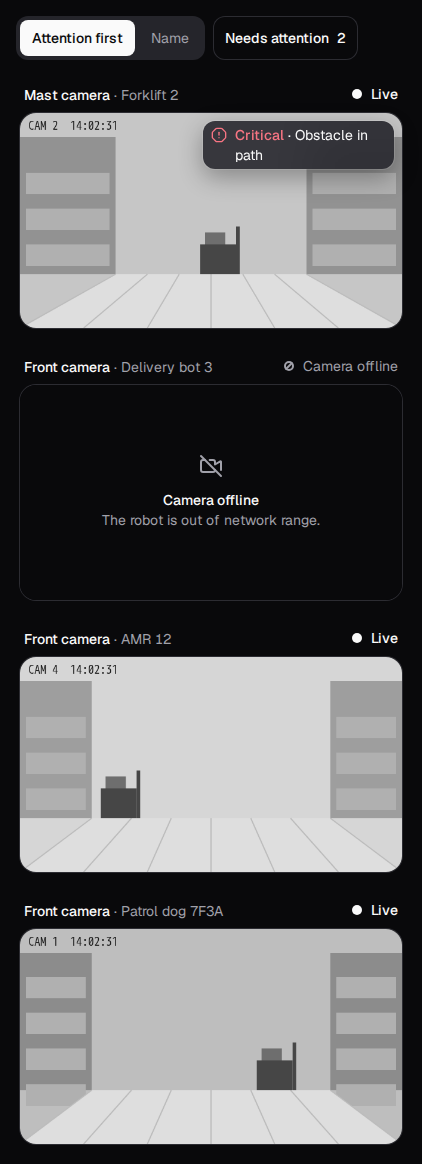 Attention first Name Needs attention 2
Mast camera · Forklift 2 Live
CAM 2 14:02:31
Critical · Obstacle in
path
Front camera · Delivery bot 3 Camera offline
Camera offline
The robot is out of network range.
Front camera · AMR 12 Live
CAM 4 14:02:31
Front camera · Patrol dog 7F3A Live
CAM 1 14:02:31